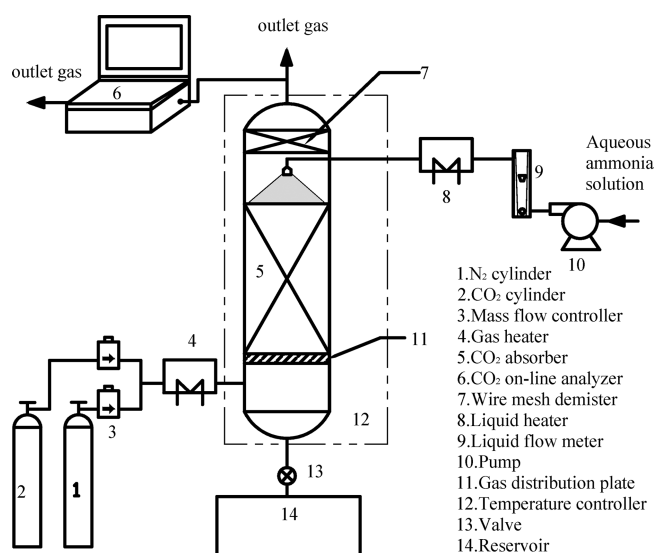 outlet gas
outlet gas
6
7
Aqueous
ammonia
solution
9
8
10
5
4
11
3
12
13
2
1
14
1.N₂ cylinder
2.CO₂ cylinder
3.Mass flow controller
4.Gas heater
5.CO₂ absorber
6.CO₂ on-line analyzer
7.Wire mesh demister
8.Liquid heater
9.Liquid flow meter
10.Pump
11.Gas distribution plate
12.Temperature controller
13.Valve
14.Reservoir